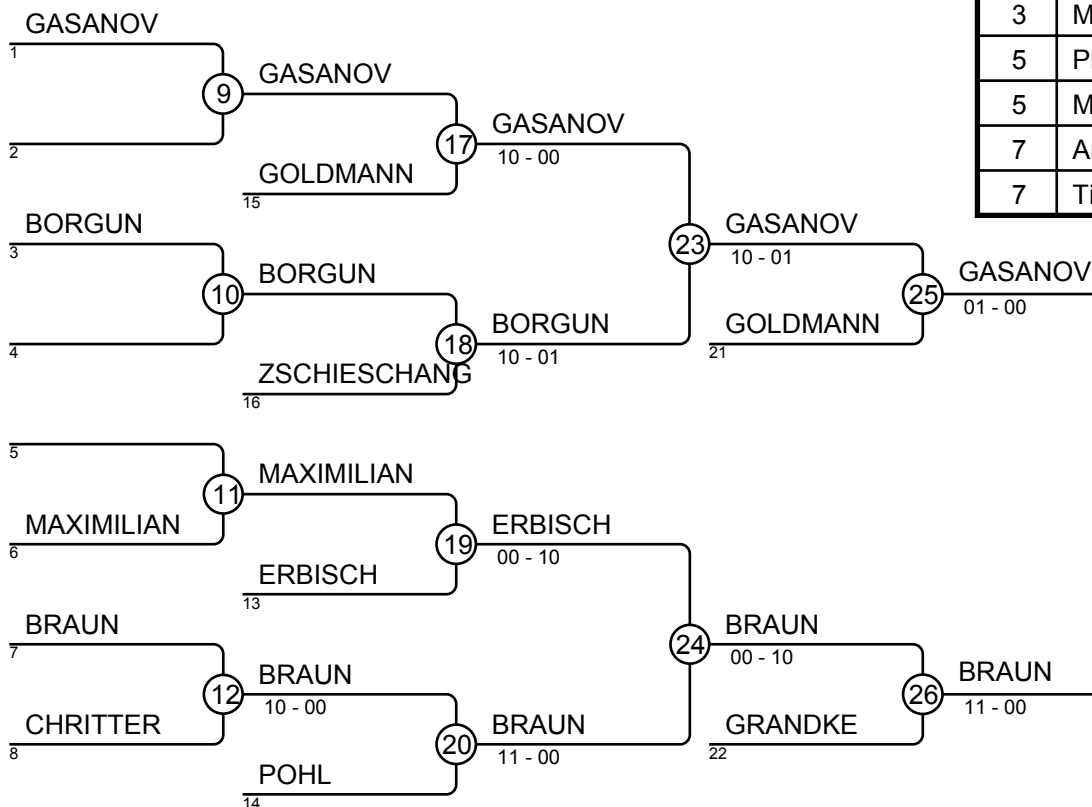 GASANOV
1
9
2
GASANOV
17
GOLDMANN
15
GASANOV
10 - 00
BORGUN
3
10
4
BORGUN
18
ZSCHIESCHANG
16
BORGUN
10 - 01
23
GASANOV
10 - 01
25
GOLDMANN
21
GASANOV
01 - 00
5
11
MAXIMILIAN
6
MAXIMILIAN
19
ERBISCH
13
ERBISCH
00 - 10
BRAUN
7
12
CHRITTER
8
BRAUN
10 - 00
20
POHL
14
BRAUN
11 - 00
24
BRAUN
00 - 10
26
GRANDKE
22
BRAUN
11 - 00
3 M
5
5 M
7
7